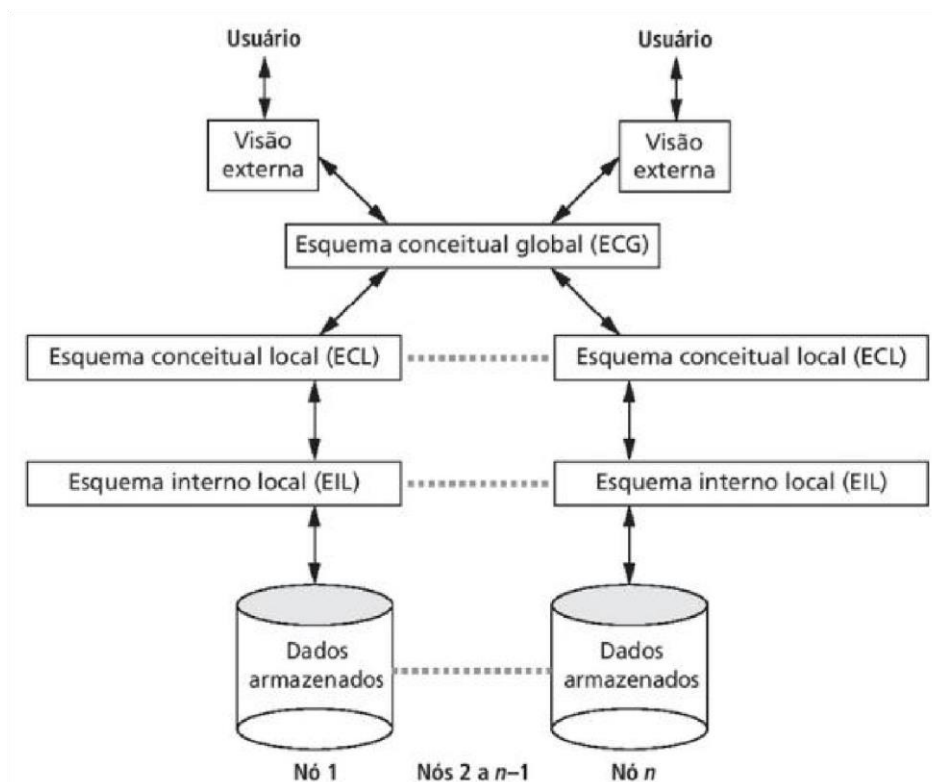 Usuário Usuário
Visão
externa
Visão
externa
Esquema conceitual global (ECG)
Esquema conceitual local (ECL) Esquema conceitual local (ECL)
Esquema interno local (EIL) Esquema interno local (EIL)
Dados
armazenados
Dados
armazenados
Nó 1 Nós 2 a n–1 Nó n